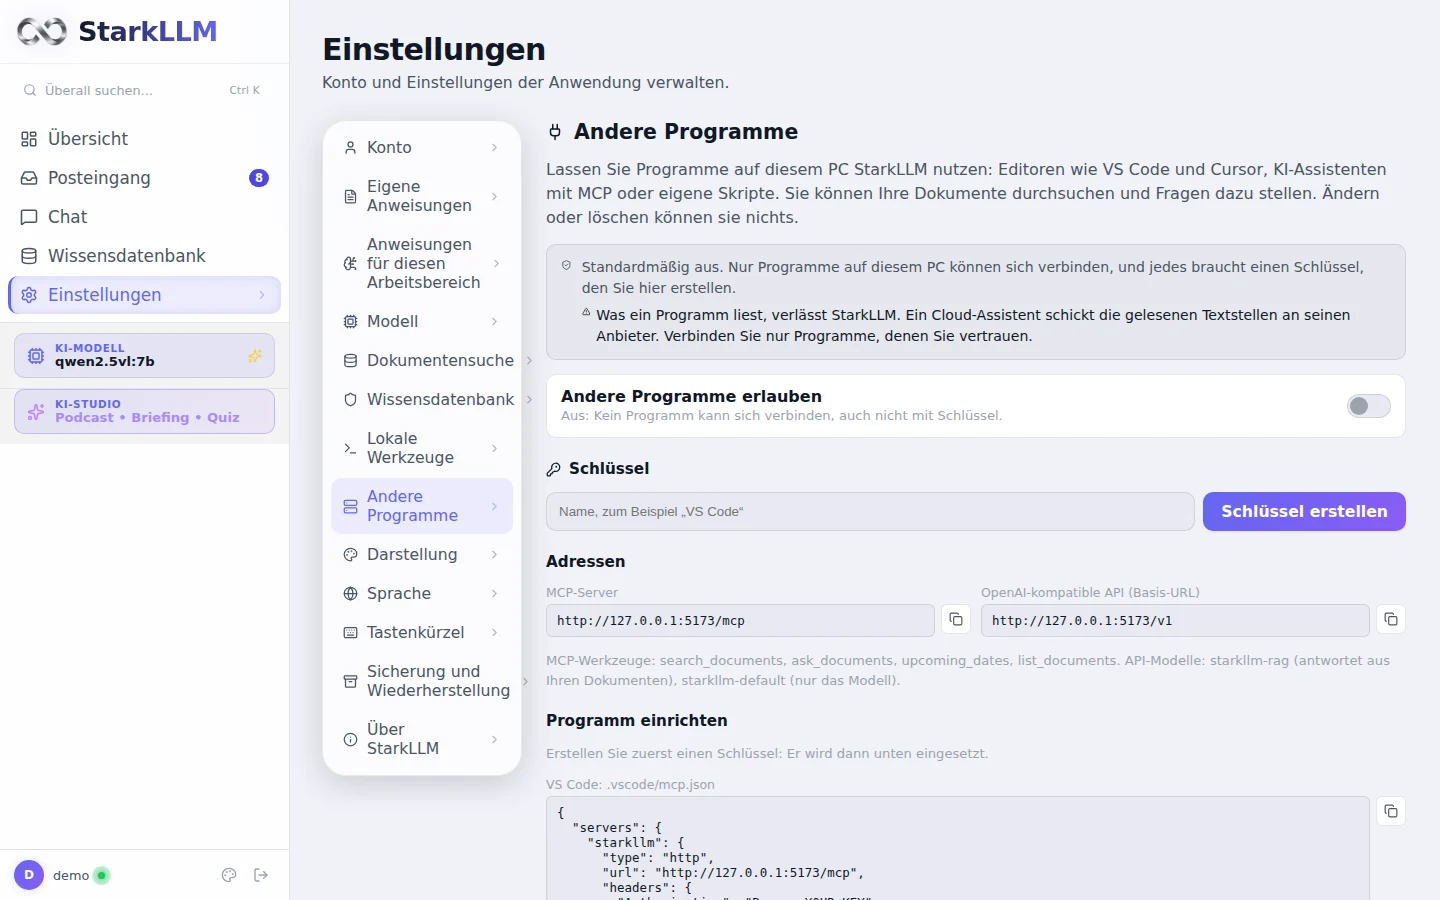 StarkLLM
Überall suchen...
Ctrl K
Übersicht
Posteingang
8
Chat
Wissensdatenbank
Einstellungen
KI-MODELL
qwen2.5vl:7b
KI-STUDIO
Podcast • Briefing • Quiz
D
demo
Einstellungen
Konto und Einstellungen der Anwendung verwalten.
Konto
Eigene
Anweisungen
Anweisungen
für diesen
Arbeitsbereich
Modell
Dokumentensuche
Wissensdatenbank
Lokale
Werkzeuge
Andere
Programme
Darstellung
Sprache
Tastenkürzel
Sicherung und
Wiederherstellung
Über
StarkLLM
Andere Programme
Lassen Sie Programme auf diesem PC StarkLLM nutzen: Editoren wie VS Code und Cursor, KI-Assistenten
mit MCP oder eigene Skripte. Sie können Ihre Dokumente durchsuchen und Fragen dazu stellen. Ändern
oder löschen können sie nichts.
Standardmäßig aus. Nur Programme auf diesem PC können sich verbinden, und jedes braucht einen Schlüssel,
den Sie hier erstellen.
Was ein Programm liest, verlässt StarkLLM. Ein Cloud-Assistent schickt die gelesenen Textstellen an seinen
Anbieter. Verbinden Sie nur Programme, denen Sie vertrauen.
Andere Programme erlauben
Aus: Kein Programm kann sich verbinden, auch nicht mit Schlüssel.
Schlüssel
Name, zum Beispiel „VS Code“
Schlüssel erstellen
Adressen
MCP-Server
http://127.0.0.1:5173/mcp
OpenAI-kompatible API (Basis-URL)
http://127.0.0.1:5173/v1
MCP-Werkzeuge: search_documents, ask_documents, upcoming_dates, list_documents. API-Modelle: starkllm-rag (antwortet aus
Ihren Dokumenten), starkllm-default (nur das Modell).
Programm einrichten
Erstellen Sie zuerst einen Schlüssel: Er wird dann unten eingesetzt.
VS Code: .vscode/mcp.json
{
"servers": {
"starkllm": {
"type": "http",
"url": "http://127.0.0.1:5173/mcp",
"headers": {